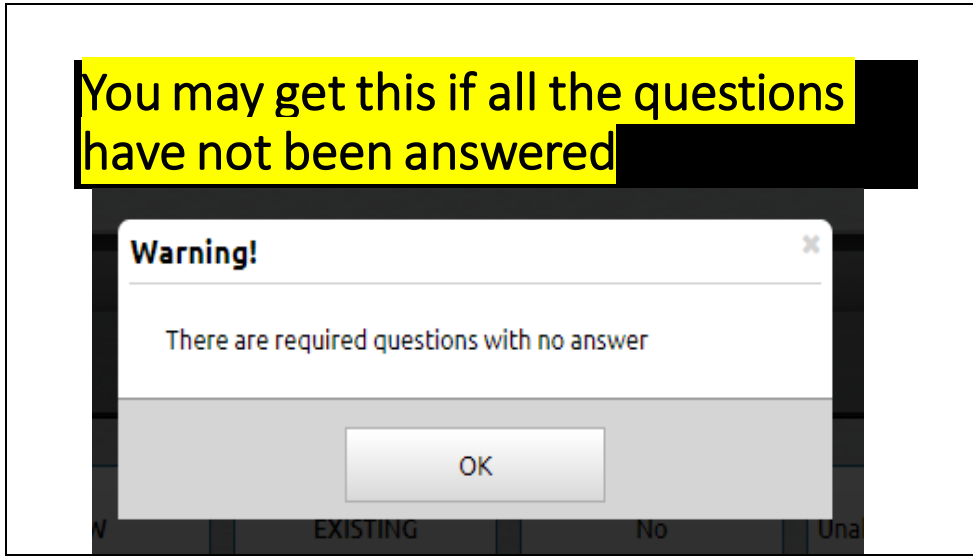 You may get this if all the questions
have not been answered
Warning!
There are required questions with no answer
OK
EXISTING
No